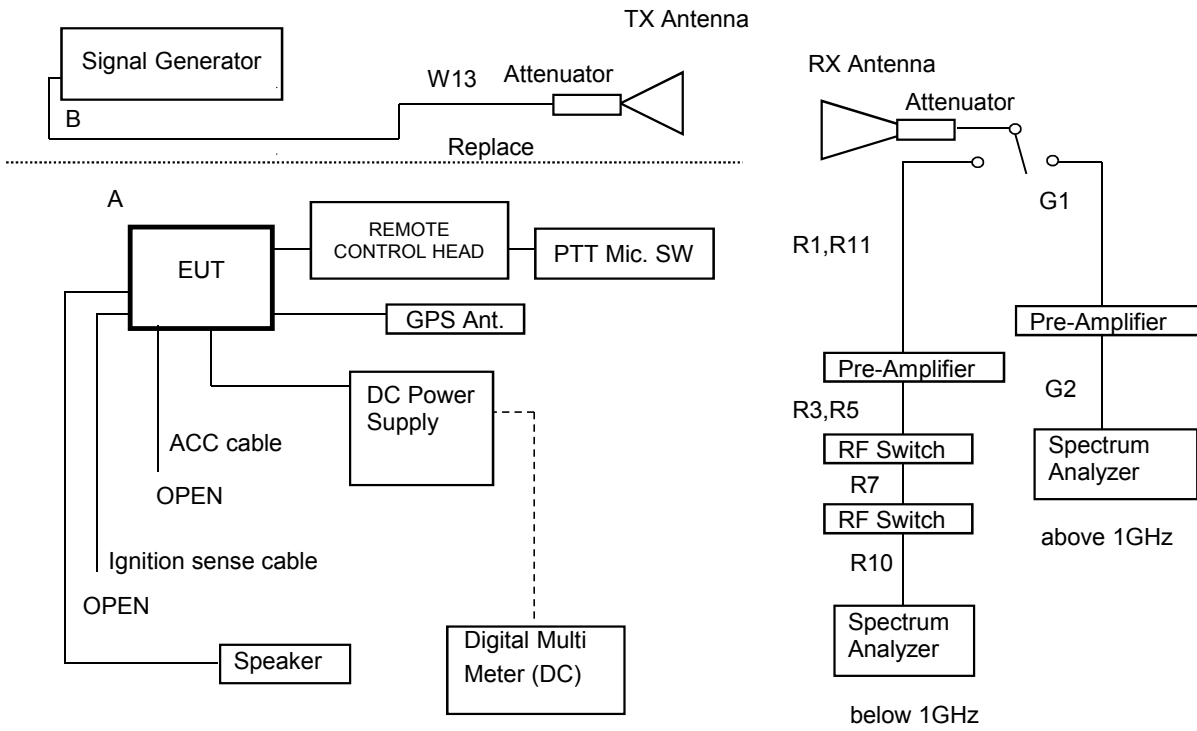 TX Antenna
Signal Generator
W13
Attenuator
B
Replace
A
EUT
REMOTE
CONTROL HEAD
PTT Mic. SW
GPS Ant.
DC Power
Supply
ACC cable
OPEN
Ignition sense cable
OPEN
Speaker
Digital Multi
Meter (DC)
RX Antenna
Attenuator
G1
R1,R11
Pre-Amplifier
Pre-Amplifier
R3,R5
G2
RF Switch
R7
RF Switch
R10
Spectrum
Analyzer
below 1GHz
Spectrum
Analyzer
above 1GHz